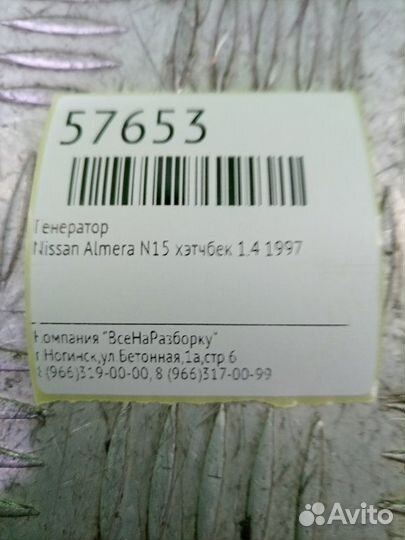 57653
Генератор
Nissan Almera N15 хэтчбек 1.4 1997
Компания "ВсеНаРазборку"
г.Ногинск,ул.Бетонная,1а,стр 6
8 (966)319-00-00, 8 (966)317-00-99
Avito